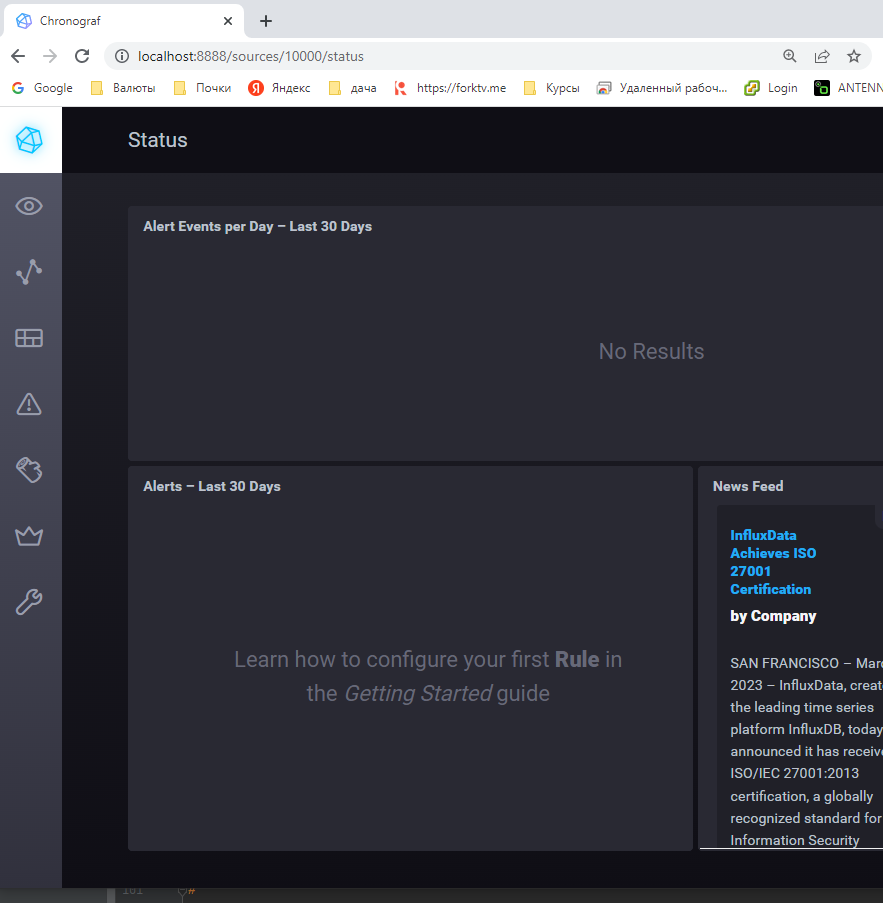 Chronograf
localhost:8888/sources/10000/status
Google Валюты Почки Яндекс дача https://forktv.me Курсы Удаленный рабоч... Login ANTENN
Status
Alert Events per Day – Last 30 Days
No Results
Alerts – Last 30 Days
Learn how to configure your first Rule in
the Getting Started guide
News Feed
InfluxData
Achieves ISO
27001
Certification
by Company
SAN FRANCISCO – Marc
2023 – InfluxData, creat
the leading time series
platform InfluxDB, today
announced it has receive
ISO/IEC 27001:2013
certification, a globally
recognized standard for
Information Security
101 #